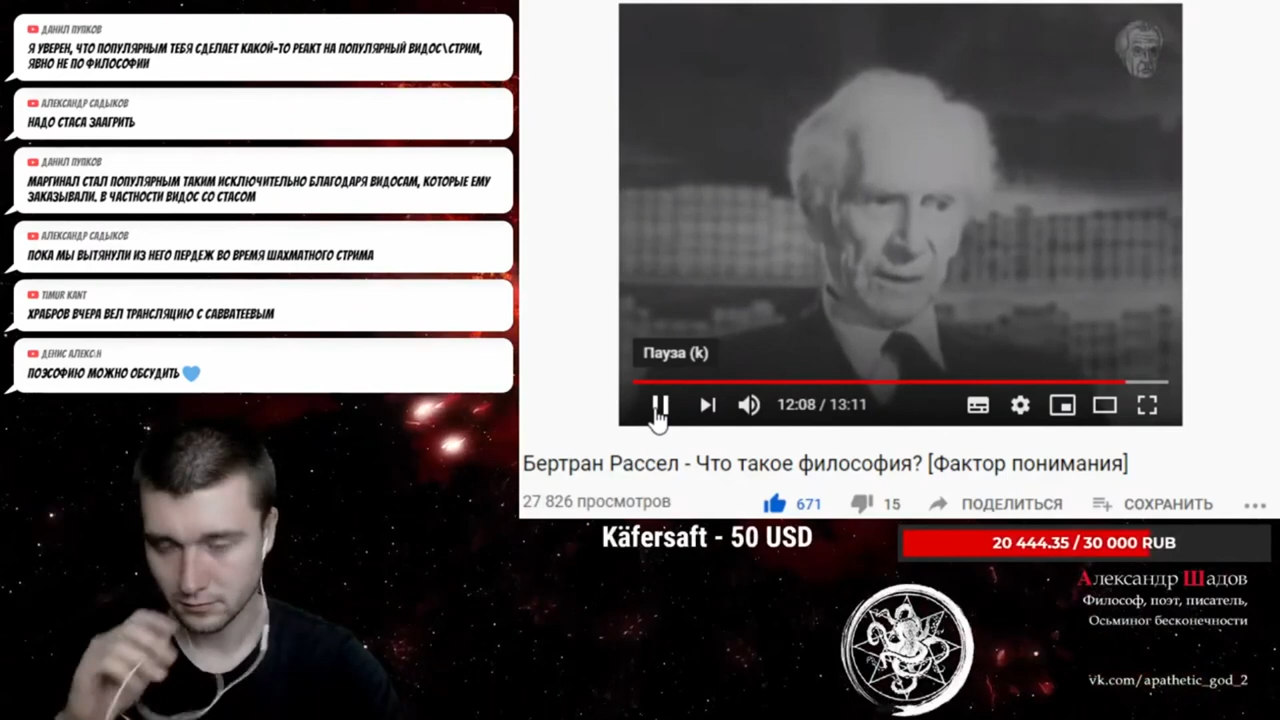 ДАНИЛ ПУПКОВ
Я УВЕРЕН, ЧТО ПОПУЛЯРНЫМ ТЕБЯ СДЕЛАЕТ КАКОЙ-ТО РЕАКТ НА ПОПУЛЯРНЫЙ ВИДОС\СТРИМ,
ЯВНО НЕ ПО ФИЛОСОФИИ
АЛЕКСАНДР САДЫКОВ
НАДО СТАСА ЗААГРИТЬ
ДАНИЛ ПУПКОВ
МАРГИНАЛ СТАЛ ПОПУЛЯРНЫМ ТАКИМ ИСКЛЮЧИТЕЛЬНО БЛАГОДАРЯ ВИДОСАМ, КОТОРЫЕ ЕМУ
ЗАКАЗЫВАЛИ. В ЧАСТНОСТИ ВИДОС СО СТАСОМ
АЛЕКСАНДР САДЫКОВ
ПОКА МЫ ВЫТЯНУЛИ ИЗ НЕГО ПЕРДЕЖ ВО ВРЕМЯ ШАХМАТНОГО СТРИМА
TIMUR KANT
ХРАБРОВ ВЧЕРА ВЕЛ ТРАНСЛЯЦИЮ С САВВАТЕЕВЫМ
ДЕНИС АЛЕКСАН
ПОЭСОФИЮ МОЖНО ОБСУДИТЬ
Пауза (k)
12:08 / 13:11
Бертран Рассел - Что такое философия? [Фактор понимания]
27 826 просмотров
671
15
ПОДЕЛИТЬСЯ
СОХРАНИТЬ
Käfersaft - 50 USD
20 444.35 / 30 000 RUB
Александр Шадов
Философ, поэт, писатель,
Осьминог бесконечности
vk.com/apathetic_god_2